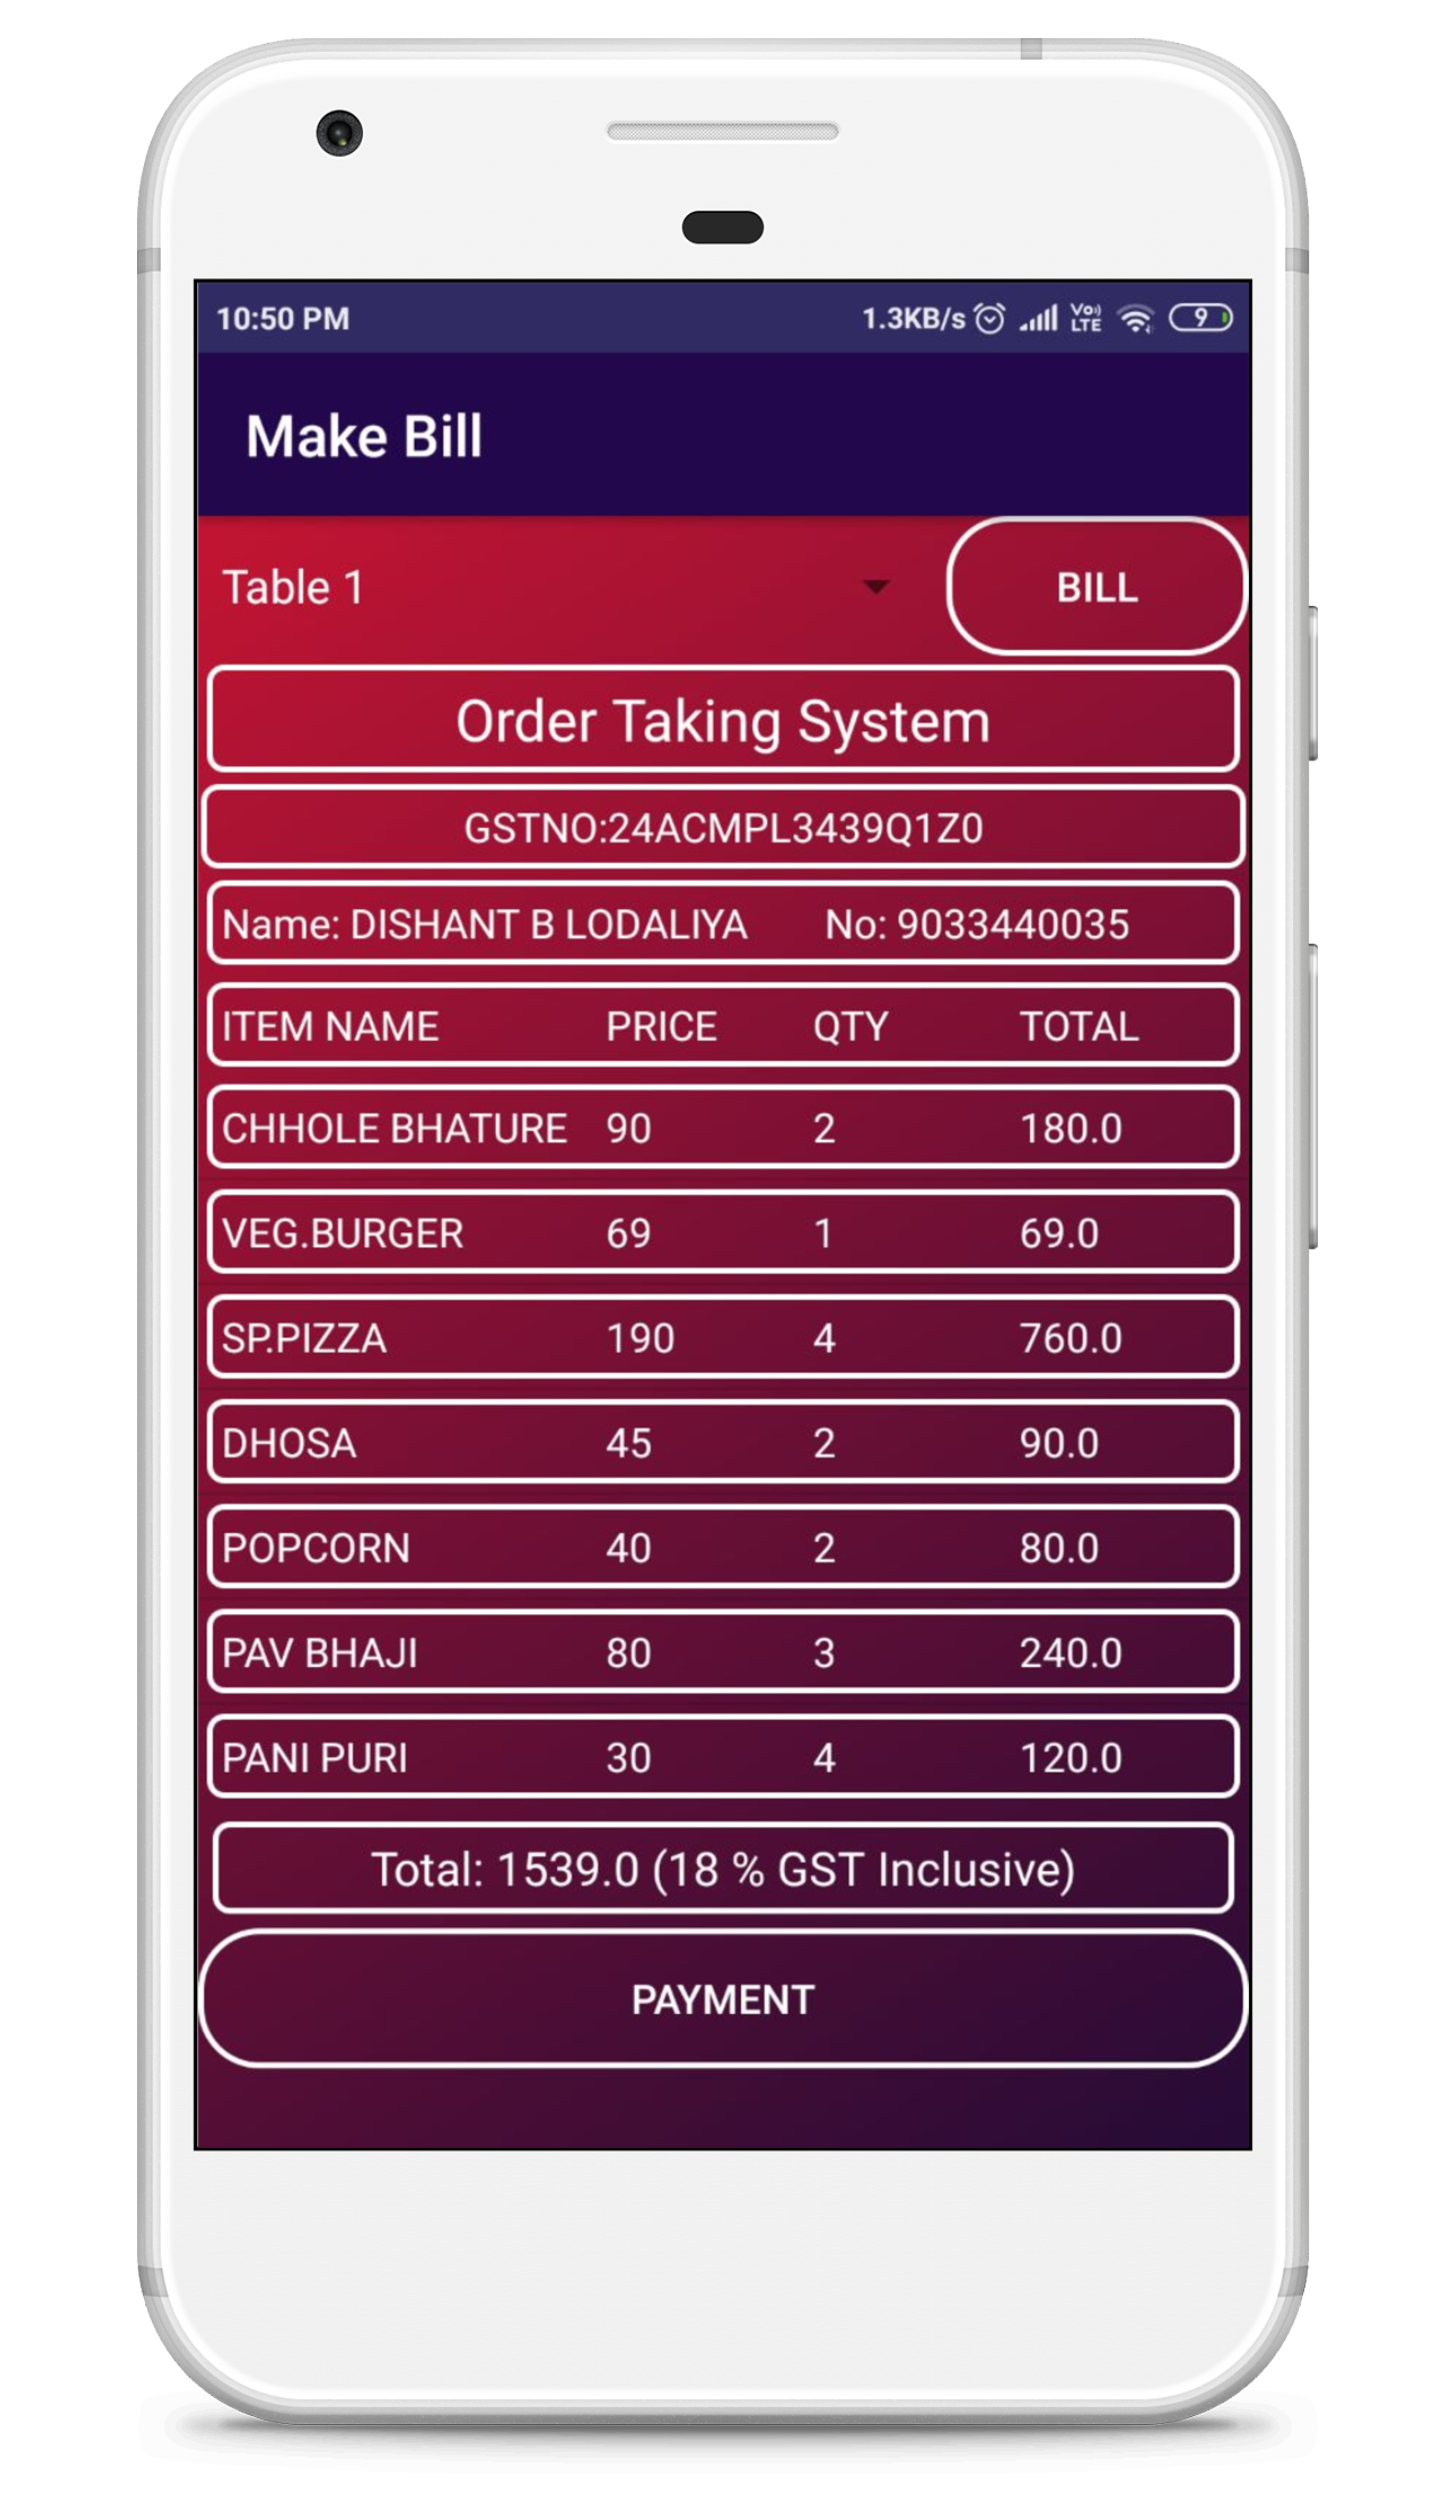 10:50 PM 1.3KB/s Vo) LTE 9
Make Bill
Table 1 BILL
Order Taking System
GSTNO:24ACMPL3439Q1Z0
Name: DISHANT B LODALIYA No: 9033440035
ITEM NAME PRICE QTY TOTAL
CHHOLE BHATURE 90 2 180.0
VEG.BURGER 69 1 69.0
SP.PIZZA 190 4 760.0
DHOSA 45 2 90.0
POPCORN 40 2 80.0
PAV BHAJI 80 3 240.0
PANI PURI 30 4 120.0
Total: 1539.0 (18 % GST Inclusive)
PAYMENT